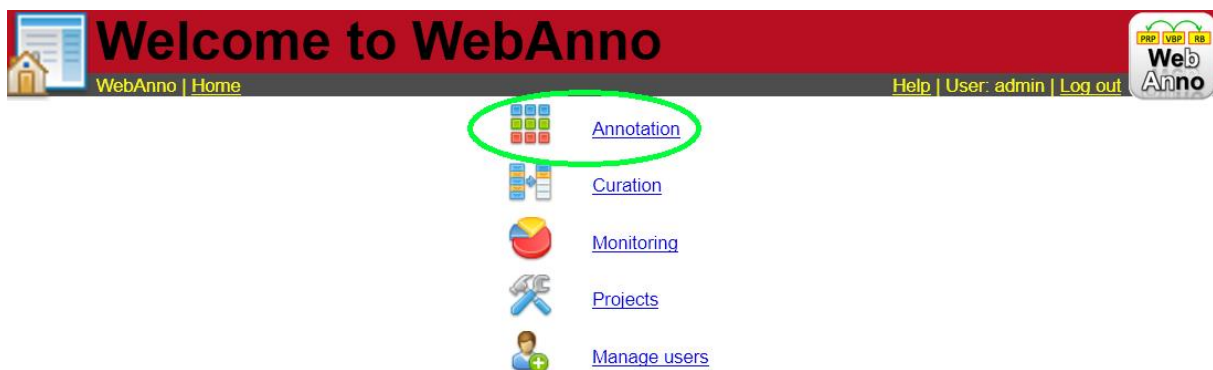 Welcome to WebAnno
PRP VBP RB
Web
Anno
WebAnno | Home
Help | User: admin | Log out
Annotation
Curation
Monitoring
Projects
Manage users